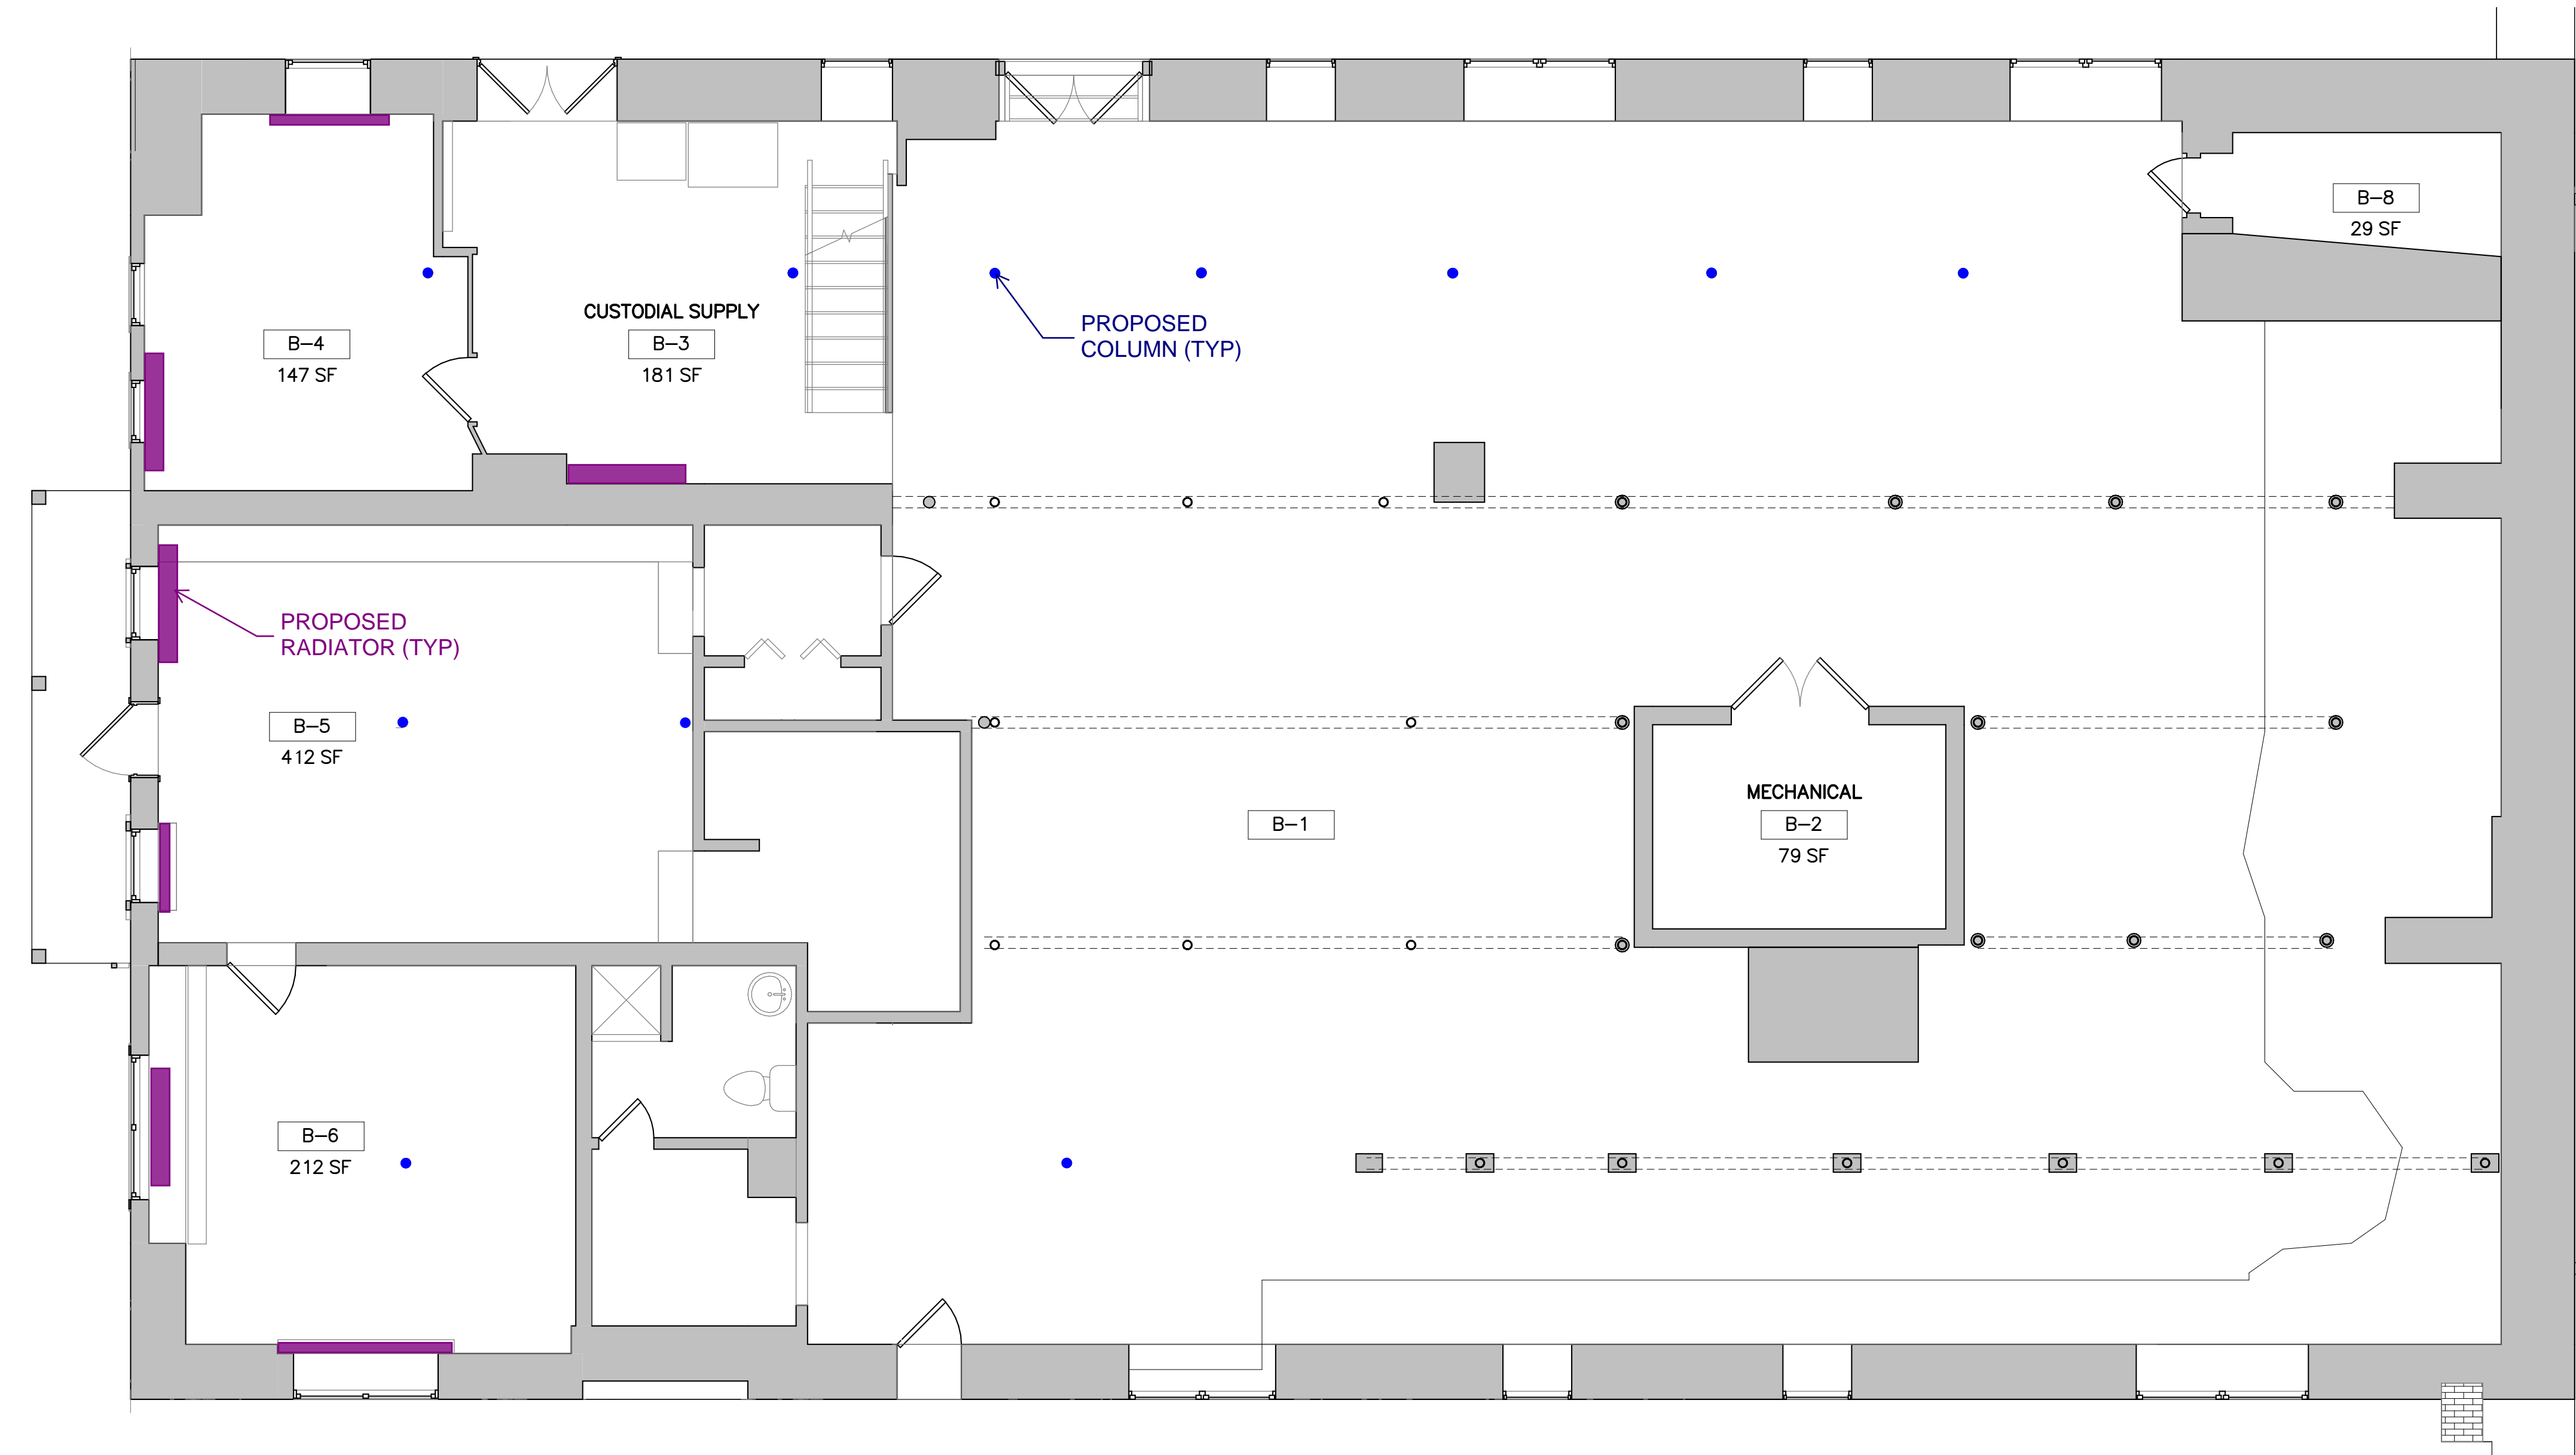 B-8
29 SF
CUSTODIAL SUPPLY
B-3
181 SF
B-4
147 SF
PROPOSED
COLUMN (TYP)
PROPOSED
RADIATOR (TYP)
B-5
412 SF
MECHANICAL
B-2
79 SF
B-1
B-6
212 SF